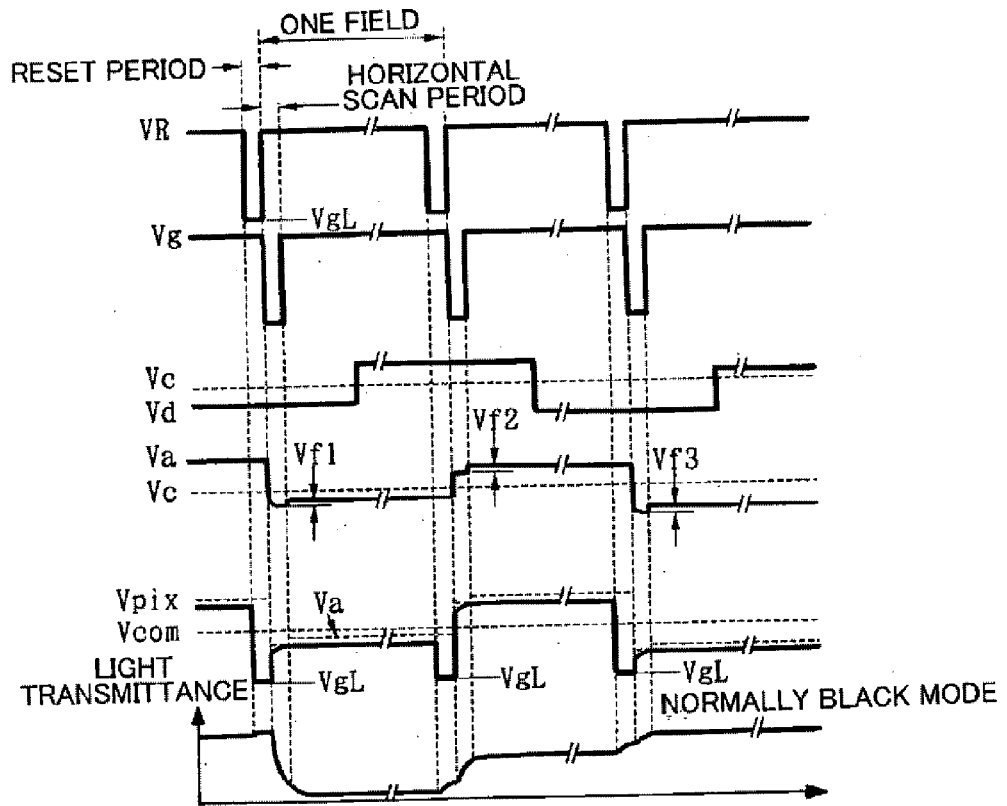 ONE FIELD
RESET PERIOD
HORIZONTAL
SCAN PERIOD
VR
VgL
Vg
Vc
Vd
Vf2
Va
Vf1
Vf3
Vc
Vpix
Va
Vcom
LIGHT
TRANSMITTANCE
VgL
VgL
VgL
NORMALLY BLACK MODE